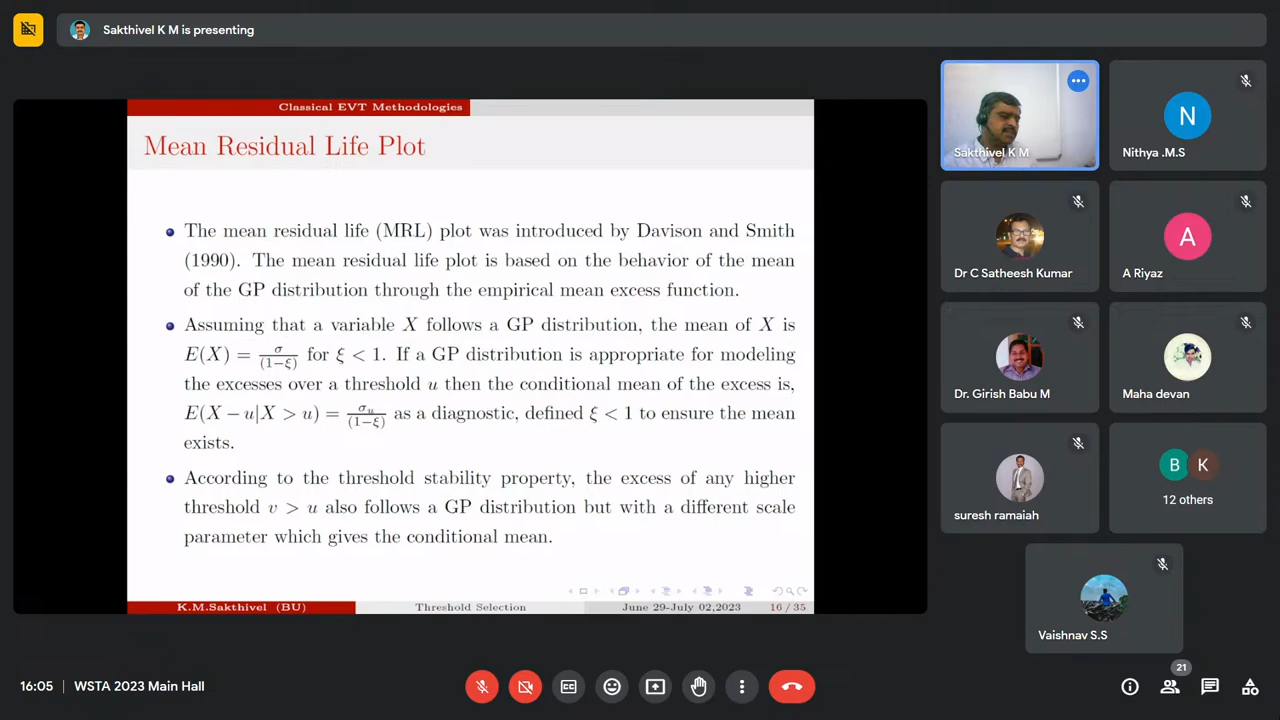 Sakthivel K M is presenting
Classical EVT Methodologies
Mean Residual Life Plot
The mean residual life (MRL) plot was introduced by Davison and Smith
(1990). The mean residual life plot is based on the behavior of the mean
of the GP distribution through the empirical mean excess function.
Assuming that a variable X follows a GP distribution, the mean of X is
E(X) = σ/(1−ξ) for ξ < 1. If a GP distribution is appropriate for modeling
the excesses over a threshold u then the conditional mean of the excess is,
E(X − u|X > u) = σ_u/(1−ξ) as a diagnostic, defined ξ < 1 to ensure the mean
exists.
According to the threshold stability property, the excess of any higher
threshold v > u also follows a GP distribution but with a different scale
parameter which gives the conditional mean.
K.M.Sakthivel (BU)
Threshold Selection
June 29-July 02,2023
16 / 35
Sakthivel K M
N
Nithya .M.S
Dr C Satheesh Kumar
A
A Riyaz
Dr. Girish Babu M
Maha devan
suresh ramaiah
B K
12 others
Vaishnav S.S
16:05 | WSTA 2023 Main Hall
CC
21